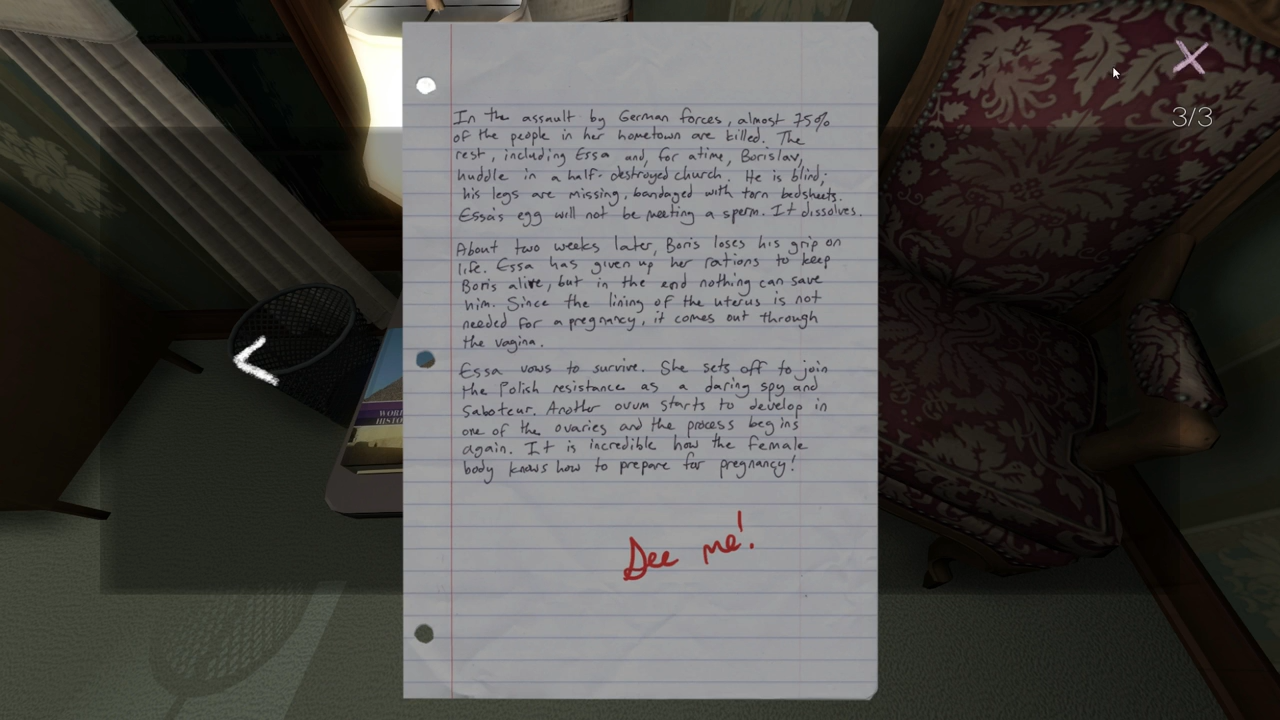 3/3
In the assault by German forces, almost 75%
of the people in her hometown are killed. The
rest, including Essa and, for atime, Borislav,
huddle in a half-destroyed church. He is blind;
his legs are missing, bandaged with torn bedsheets.
Essa's egg will not be meeting a sperm. It dissolves.
About two weeks later, Boris loses his grip on
life. Essa has given up her rations to keep
Boris alive, but in the end nothing can save
him. Since the lining of the uterus is not
needed for a pregnancy, it comes out through
the vagina.
Essa vows to survive. She sets off to join
the Polish resistance as a daring spy and
saboteur. Another ovum starts to develop in
one of the ovaries and the process begins
again. It is incredible how the female
body knows how to prepare for pregnancy!
See me!